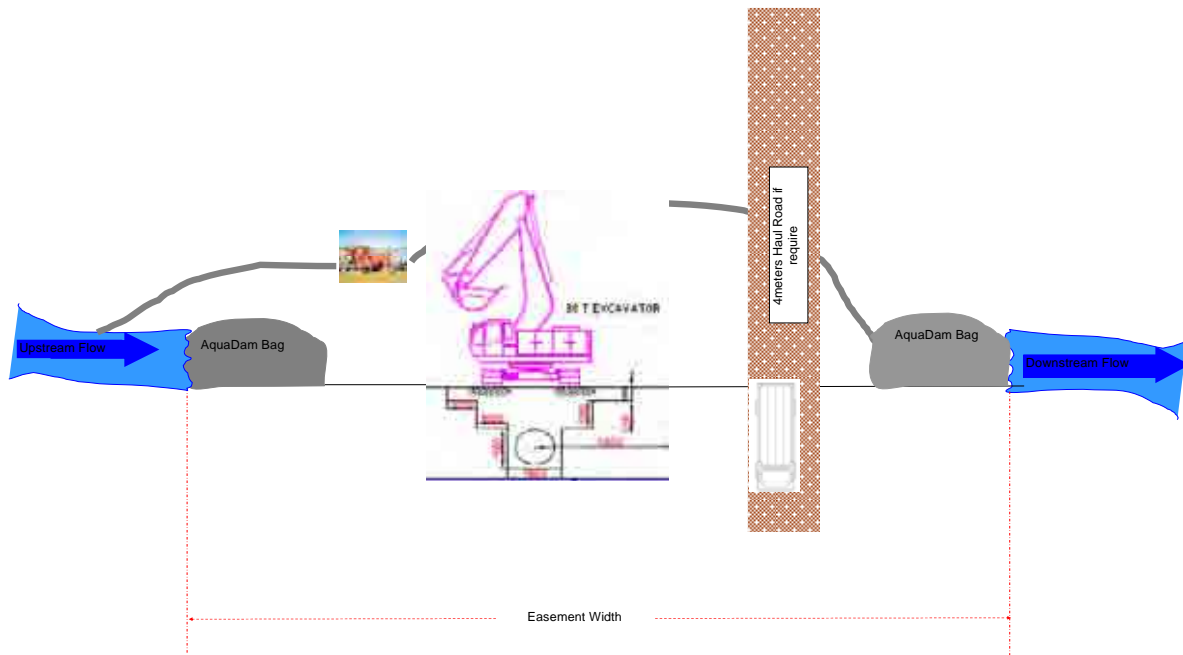 4meters Haul Road if
require
30 T EXCAVATOR
Upstream Flow
AquaDam Bag
AquaDam Bag
Downstream Flow
Easement Width